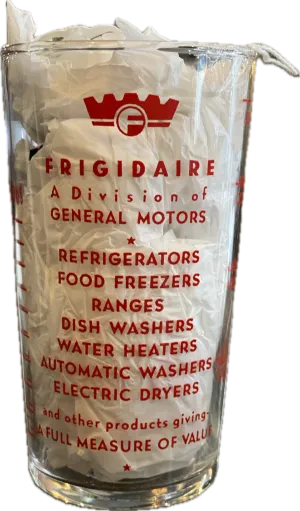 F
FRIGIDAIRE
A Division of
GENERAL MOTORS
REFRIGERATORS
FOOD FREEZERS
RANGES
DISH WASHERS
WATER HEATERS
AUTOMATIC WASHERS
ELECTRIC DRYERS
and other products giving-
A FULL MEASURE OF VALUE